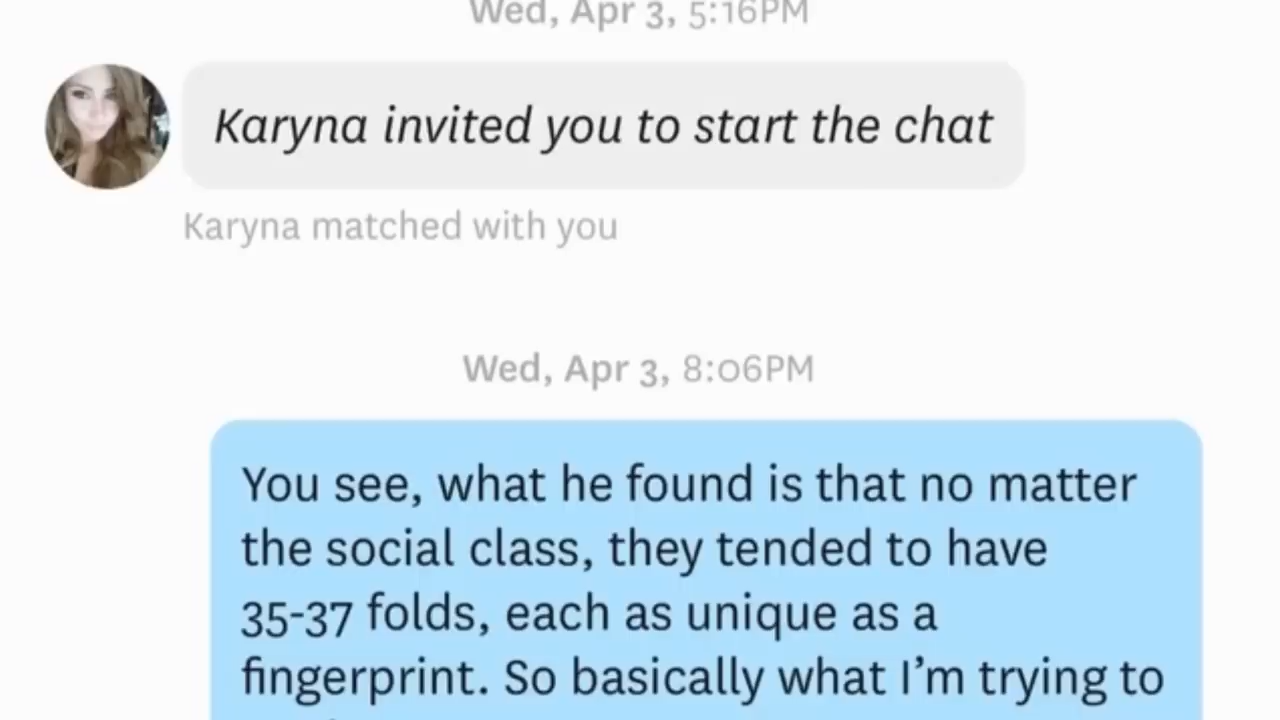 Wed, Apr 3, 5:16PM
Karyna invited you to start the chat
Karyna matched with you
Wed, Apr 3, 8:06PM
You see, what he found is that no matter
the social class, they tended to have
35-37 folds, each as unique as a
fingerprint. So basically what I’m trying to